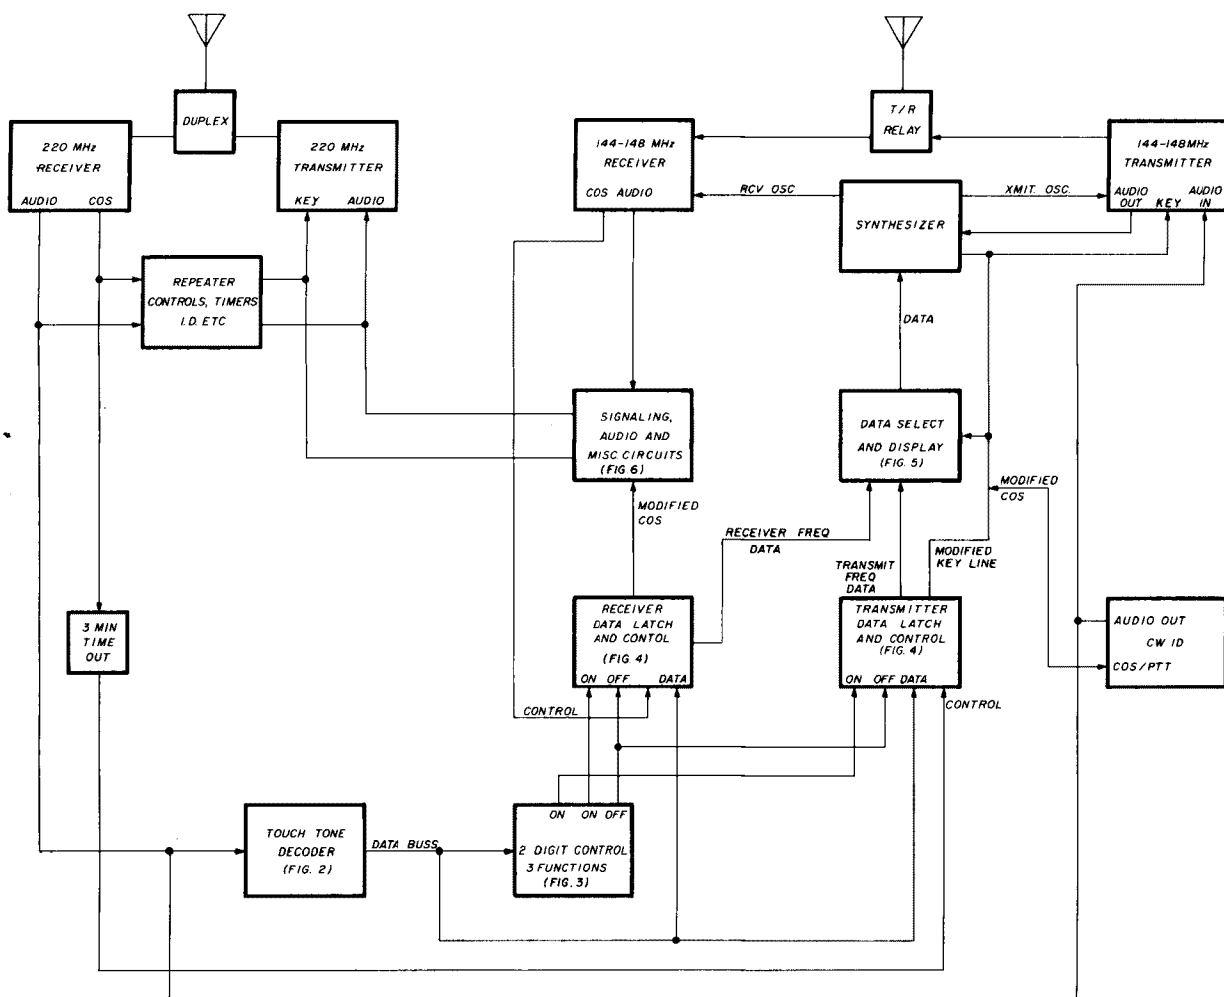 DUPLEX
T/R
RELAY
220 MHz
RECEIVER
AUDIO COS
220 MHz
TRANSMITTER
KEY AUDIO
144-148 MHz
RECEIVER
COS AUDIO
144-148 MHz
TRANSMITTER
AUDIO
OUT KEY AUDIO
IN
RCV OSC
XMIT. OSC.
SYNTHESIZER
REPEATER
CONTROLS, TIMERS
I.D. ETC
DATA
SIGNALING,
AUDIO AND
MISC CIRCUITS
(FIG. 6)
DATA SELECT
AND DISPLAY
(FIG. 5)
MODIFIED
COS
MODIFIED
COS
RECEIVER FREQ
DATA
TRANSMIT
FREQ
DATA
MODIFIED
KEY LINE
3 MIN
TIME
OUT
RECEIVER
DATA LATCH
AND CONTOL
(FIG. 4)
ON OFF DATA
TRANSMITTER
DATA LATCH
AND CONTROL
(FIG. 4)
ON OFF DATA
AUDIO OUT
CW ID
COS/PTT
CONTROL
CONTROL
TOUCH TONE
DECODER
(FIG. 2)
DATA BUSS
ON ON OFF
2 DIGIT CONTROL
3 FUNCTIONS
(FIG. 3)